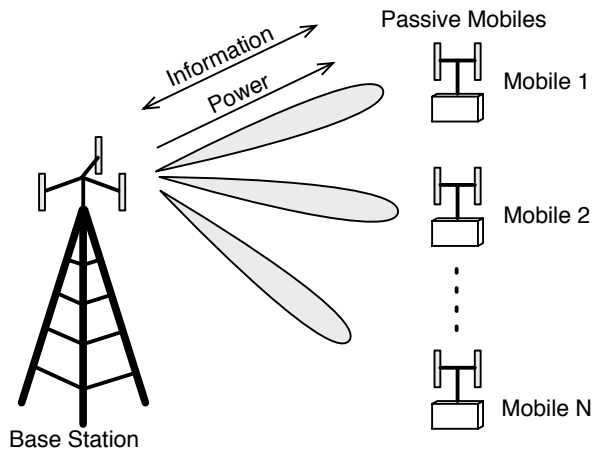 Passive Mobiles
Information
Power
Mobile 1
Mobile 2
Mobile N
Base Station